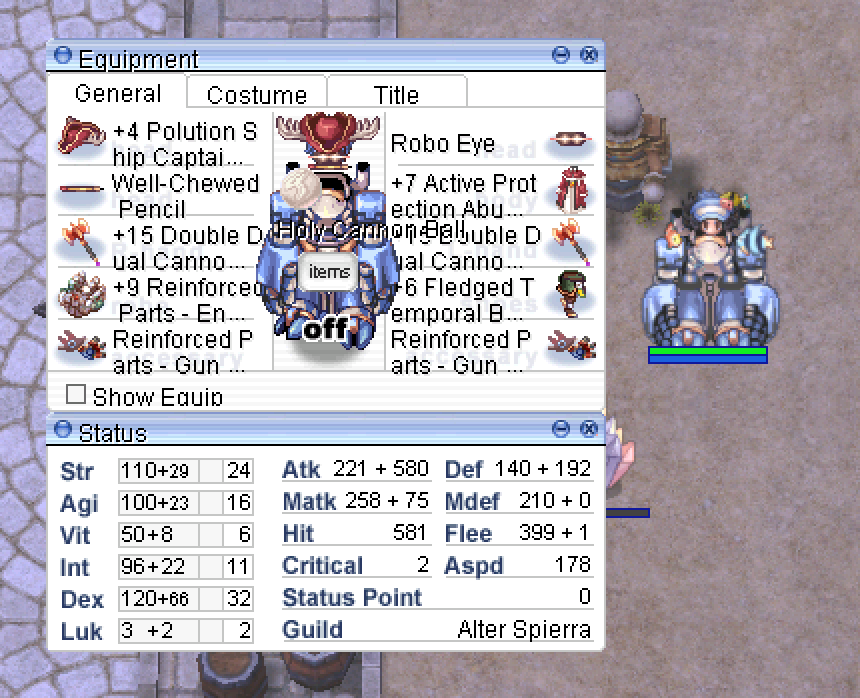 Equipment
General Costume Title
+4 Polution S
hip Captai...
Robo Eye
Well-Chewed
Pencil
+7 Active Prot
ection Abu...
+15 Double D
ual Canno...
Holy Cannon Ball
+15 Double D
ual Canno...
items
+9 Reinforced
Parts - En...
+6 Fledged T
emporal B...
off
Reinforced P
arts - Gun ...
Reinforced P
arts - Gun ...
Show Equip
Status
Str 110+29 24 Atk 221 + 580 Def 140 + 192
Agi 100+23 16 Matk 258 + 75 Mdef 210 + 0
Vit 50+8 6 Hit 581 Flee 399 + 1
Int 96+22 11 Critical 2 Aspd 178
Dex 120+66 32 Status Point 0
Luk 3 +2 2 Guild Alter Spierra